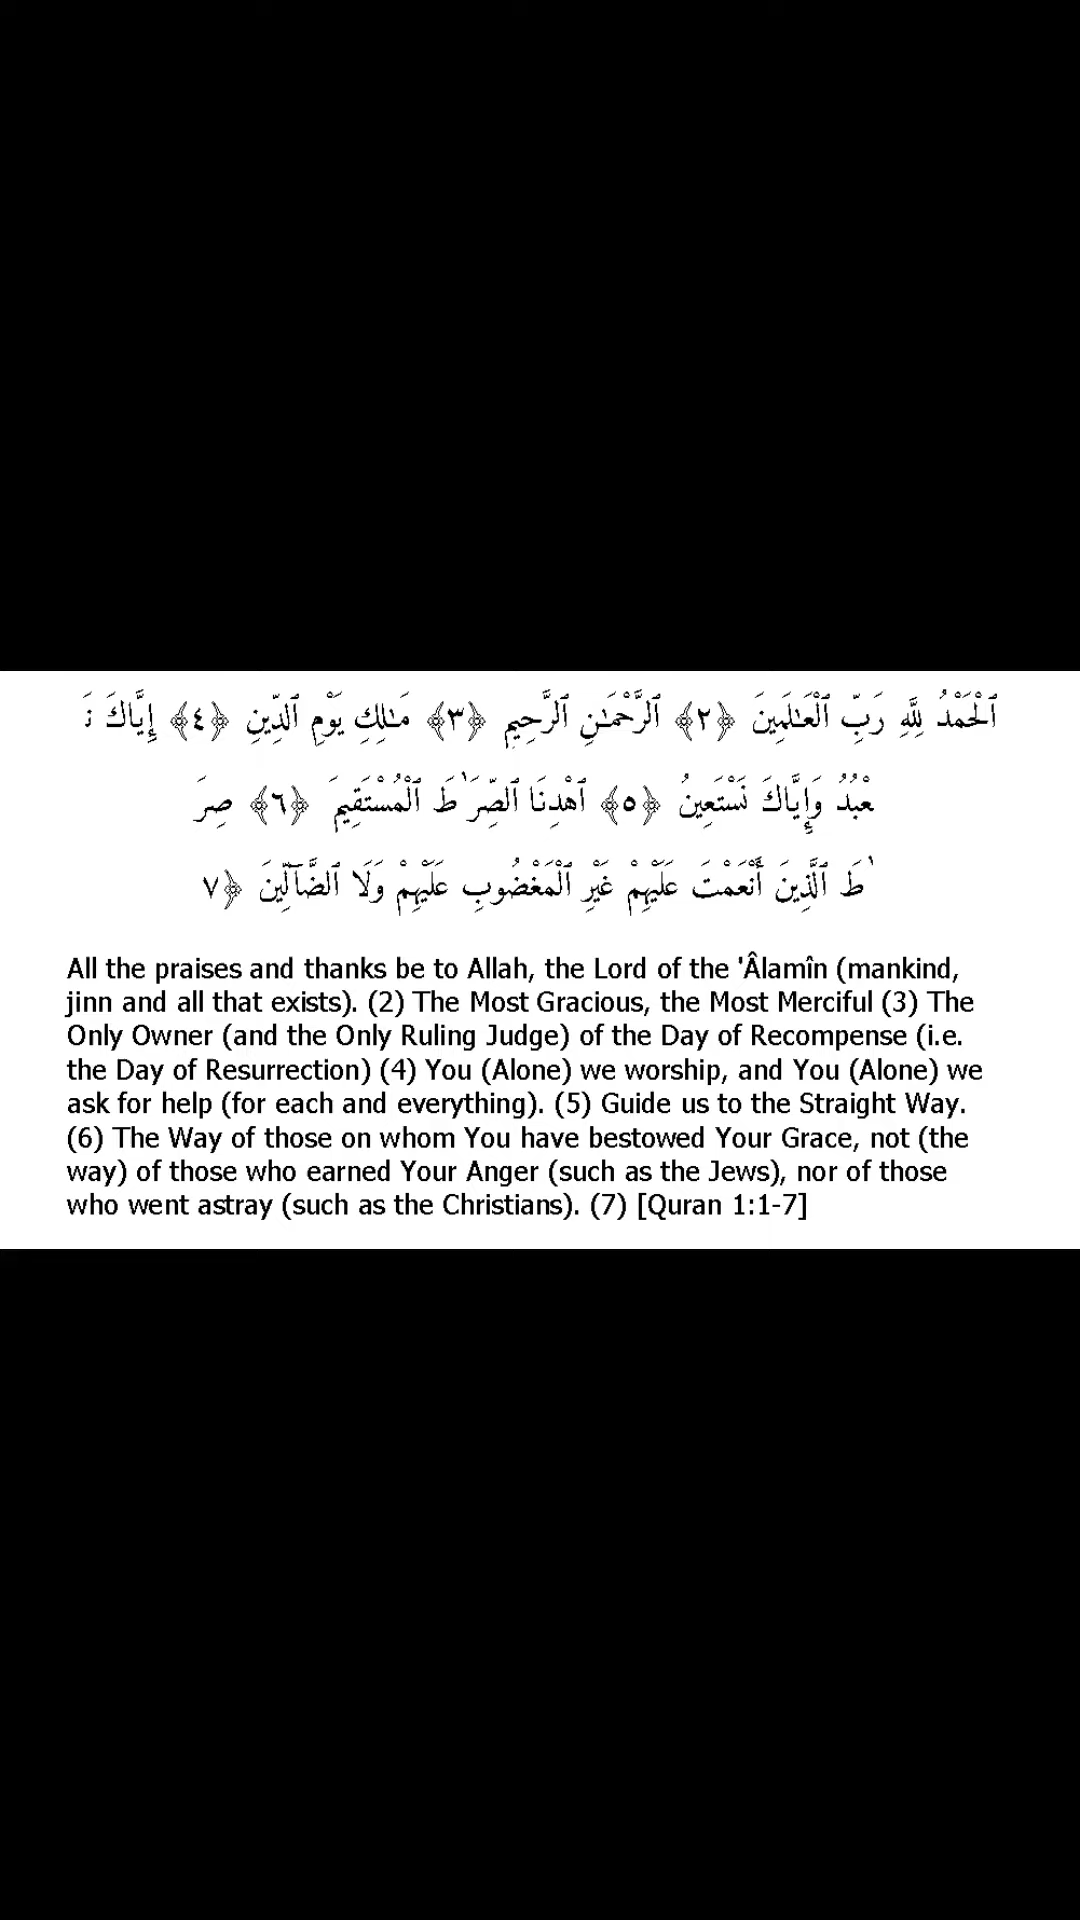 ٱلْحَمْدُ لِلَّهِ رَبِّ ٱلْعَـٰلَمِينَ ﴿٢﴾ ٱلرَّحْمَـٰنِ ٱلرَّحِيمِ ﴿٣﴾ مَـٰلِكِ يَوْمِ ٱلدِّينِ ﴿٤﴾ إِيَّاكَ نَ
عْبُدُ وَإِيَّاكَ نَسْتَعِينُ ﴿٥﴾ ٱهْدِنَا ٱلصِّرَٰطَ ٱلْمُسْتَقِيمَ ﴿٦﴾ صِرَ
ٰطَ ٱلَّذِينَ أَنْعَمْتَ عَلَيْهِمْ غَيْرِ ٱلْمَغْضُوبِ عَلَيْهِمْ وَلَا ٱلضَّآلِّينَ ﴿٧
All the praises and thanks be to Allah, the Lord of the 'Âlamîn (mankind,
jinn and all that exists). (2) The Most Gracious, the Most Merciful (3) The
Only Owner (and the Only Ruling Judge) of the Day of Recompense (i.e.
the Day of Resurrection) (4) You (Alone) we worship, and You (Alone) we
ask for help (for each and everything). (5) Guide us to the Straight Way.
(6) The Way of those on whom You have bestowed Your Grace, not (the
way) of those who earned Your Anger (such as the Jews), nor of those
who went astray (such as the Christians). (7) [Quran 1:1-7]